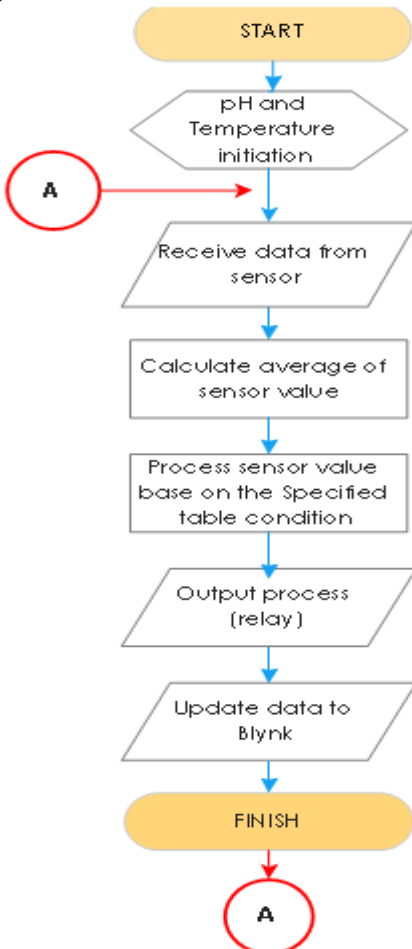 START
pH and
Temperature
initiation
A
Receive data from
sensor
Calculate average of
sensor value
Process sensor value
base on the Specified
table condition
Output process
(relay)
Update data to
Blynk
FINISH
A